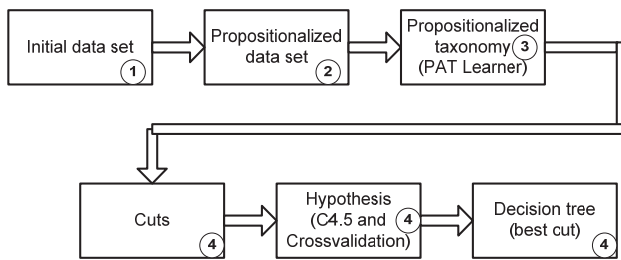 Initial data set
1
Propositionalized
data set
2
Propositionalized
taxonomy
(PAT Learner)
3
Cuts
4
Hypothesis
(C4.5 and
Crossvalidation)
4
Decision tree
(best cut)
4